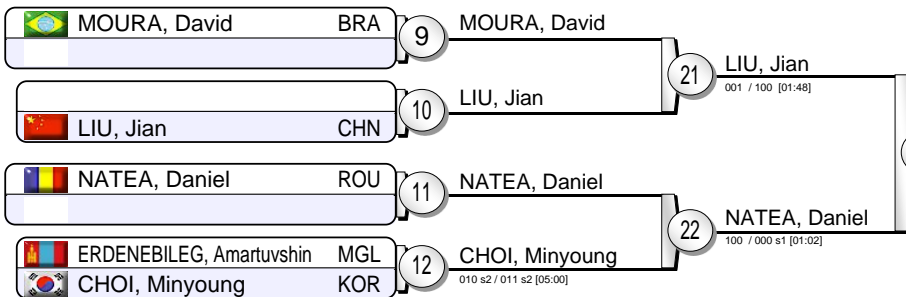 MOURA, David BRA
9
MOURA, David
21
LIU, Jian
001 / 100 [01:48]
10
LIU, Jian
LIU, Jian CHN
NATEA, Daniel ROU
11
NATEA, Daniel
22
NATEA, Daniel
100 / 000 s1 [01:02]
ERDENEBILEG, Amartuvshin MGL
12
CHOI, Minyoung
010 s2 / 011 s2 [05:00]
CHOI, Minyoung KOR